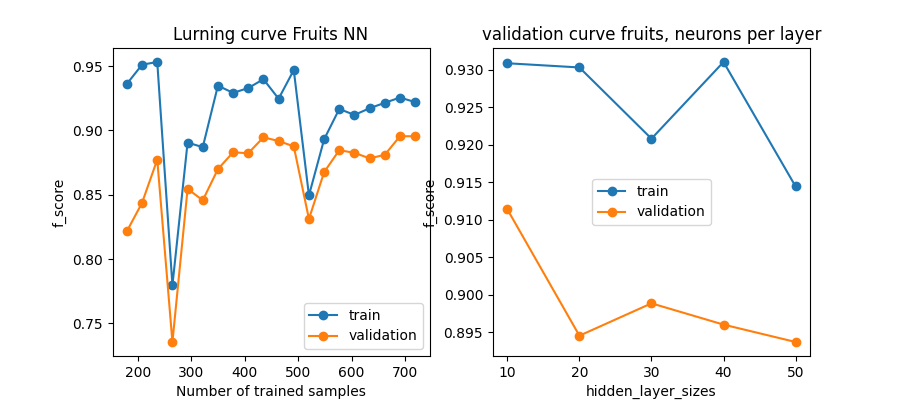 Lurning curve Fruits NN
f_score
0.95
0.90
0.85
0.80
0.75
train
validation
200 300 400 500 600 700
Number of trained samples
validation curve fruits, neurons per layer
f_score
0.930
0.925
0.920
0.915
0.910
0.905
0.900
0.895
train
validation
10 20 30 40 50
hidden_layer_sizes